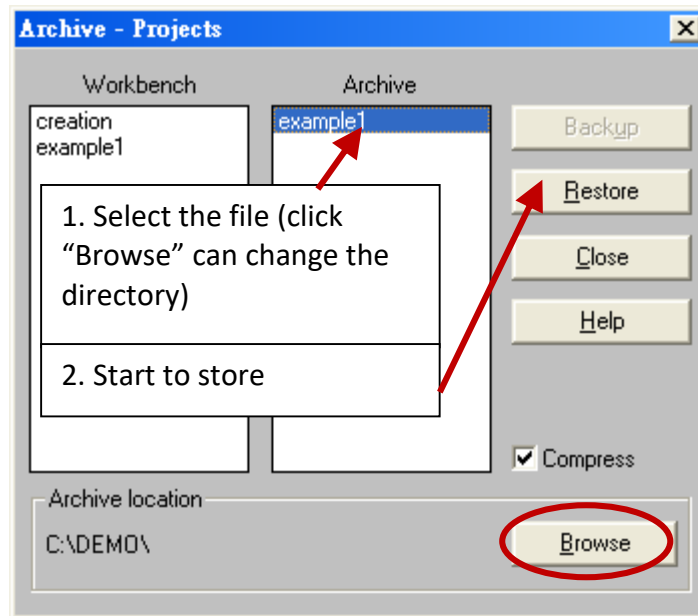 Archive - Projects
Workbench
Archive
creation
example1
example1
Backup
Restore
Close
Help
1. Select the file (click
“Browse” can change the
directory)
2. Start to store
Compress
Archive location
C:\DEMO\
Browse